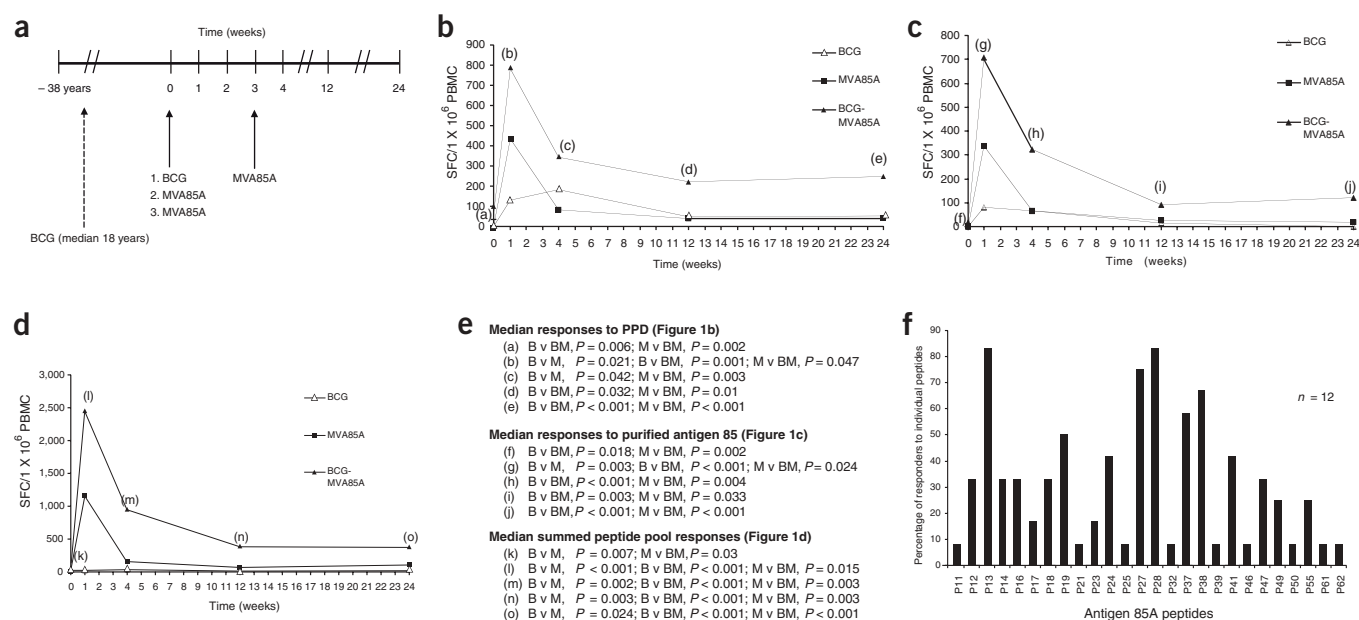 a
Time (weeks)
– 38 years 0 1 2 3 4 12 24
1. BCG
2. MVA85A
3. MVA85A
MVA85A
BCG (median 18 years)
b
900
800
700
600
500
400
300
200
100
0
SFC/1 X 10⁶ PBMC
(a)
(b)
(c)
(d)
(e)
BCG
MVA85A
BCG-
MVA85A
0 1 2 3 4 5 6 7 8 9 10 11 12 13 14 15 16 17 18 19 20 21 22 23 24
Time (weeks)
c
800
700
600
500
400
300
200
100
0
SFC/1 X 10⁶ PBMC
(f)
(g)
(h)
(i)
(j)
BCG
MVA85A
BCG-
MVA85A
0 1 2 3 4 5 6 7 8 9 10 11 12 13 14 15 16 17 18 19 20 21 22 23 24
Time (weeks)
d
3,000
2,500
2,000
1,500
1,000
500
0
SFC/1 X 10⁶ PBMC
(k)
(l)
(m)
(n)
(o)
BCG
MVA85A
BCG-
MVA85A
0 1 2 3 4 5 6 7 8 9 10 11 12 13 14 15 16 17 18 19 20 21 22 23 24
Time (weeks)
e
Median responses to PPD (Figure 1b)
(a) B v BM, P = 0.006; M v BM, P = 0.002
(b) B v M, P = 0.021; B v BM, P = 0.001; M v BM, P = 0.047
(c) B v M, P = 0.042; M v BM, P = 0.003
(d) B v BM, P = 0.032; M v BM, P = 0.01
(e) B v BM, P < 0.001; M v BM, P < 0.001
Median responses to purified antigen 85 (Figure 1c)
(f) B v BM, P = 0.018; M v BM, P = 0.002
(g) B v M, P = 0.003; B v BM, P < 0.001; M v BM, P = 0.024
(h) B v BM, P < 0.001; M v BM, P = 0.004
(i) B v BM, P = 0.003; M v BM, P = 0.033
(j) B v BM, P < 0.001; M v BM, P < 0.001
Median summed peptide pool responses (Figure 1d)
(k) B v M, P = 0.007; M v BM, P = 0.03
(l) B v M, P < 0.001; B v BM, P < 0.001; M v BM, P = 0.015
(m) B v M, P = 0.002; B v BM, P < 0.001; M v BM, P = 0.003
(n) B v M, P = 0.003; B v BM, P < 0.001; M v BM, P = 0.003
(o) B v M, P = 0.024; B v BM, P < 0.001; M v BM, P < 0.001
f
90
80
70
60
50
40
30
20
10
0
Percentage of responders to individual peptides
n = 12
P11 P12 P13 P14 P16 P17 P18 P19 P21 P23 P24 P25 P27 P28 P32 P37 P38 P39 P41 P46 P47 P49 P50 P55 P61 P62
Antigen 85A peptides